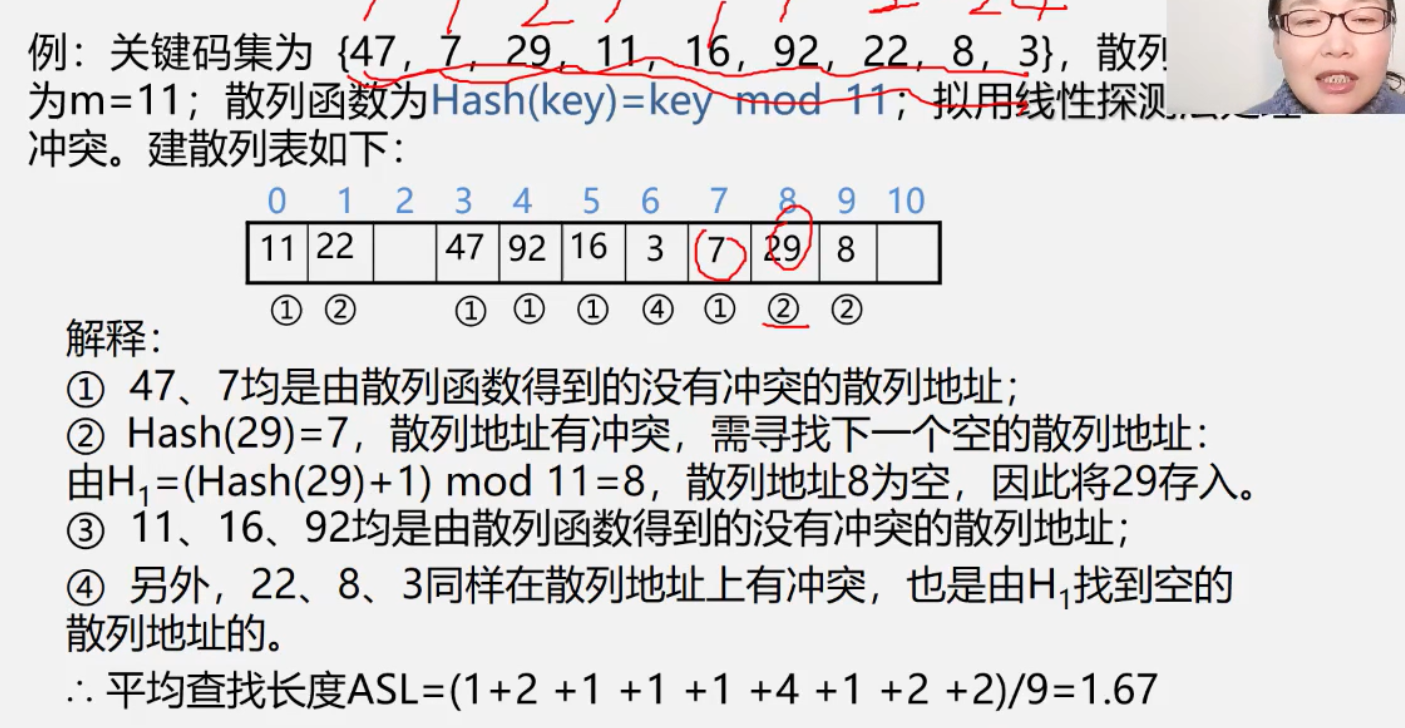 例：关键码集为 {47，7，29，11，16，92，22，8，3}，散列
为m=11；散列函数为Hash(key)=key mod 11；拟用线性探测
冲突。建散列表如下：
0 1 2 3 4 5 6 7 8 9 10
11 22 47 92 16 3 7 29 8
① ② ① ① ① ④ ① ② ②
解释：
① 47、7均是由散列函数得到的没有冲突的散列地址；
② Hash(29)=7，散列地址有冲突，需寻找下一个空的散列地址：
由H₁=(Hash(29)+1) mod 11=8，散列地址8为空，因此将29存入。
③ 11、16、92均是由散列函数得到的没有冲突的散列地址；
④ 另外，22、8、3同样在散列地址上有冲突，也是由H₁找到空的
散列地址的。
∴ 平均查找长度ASL=(1+2 +1 +1 +1 +4 +1 +2 +2)/9=1.67